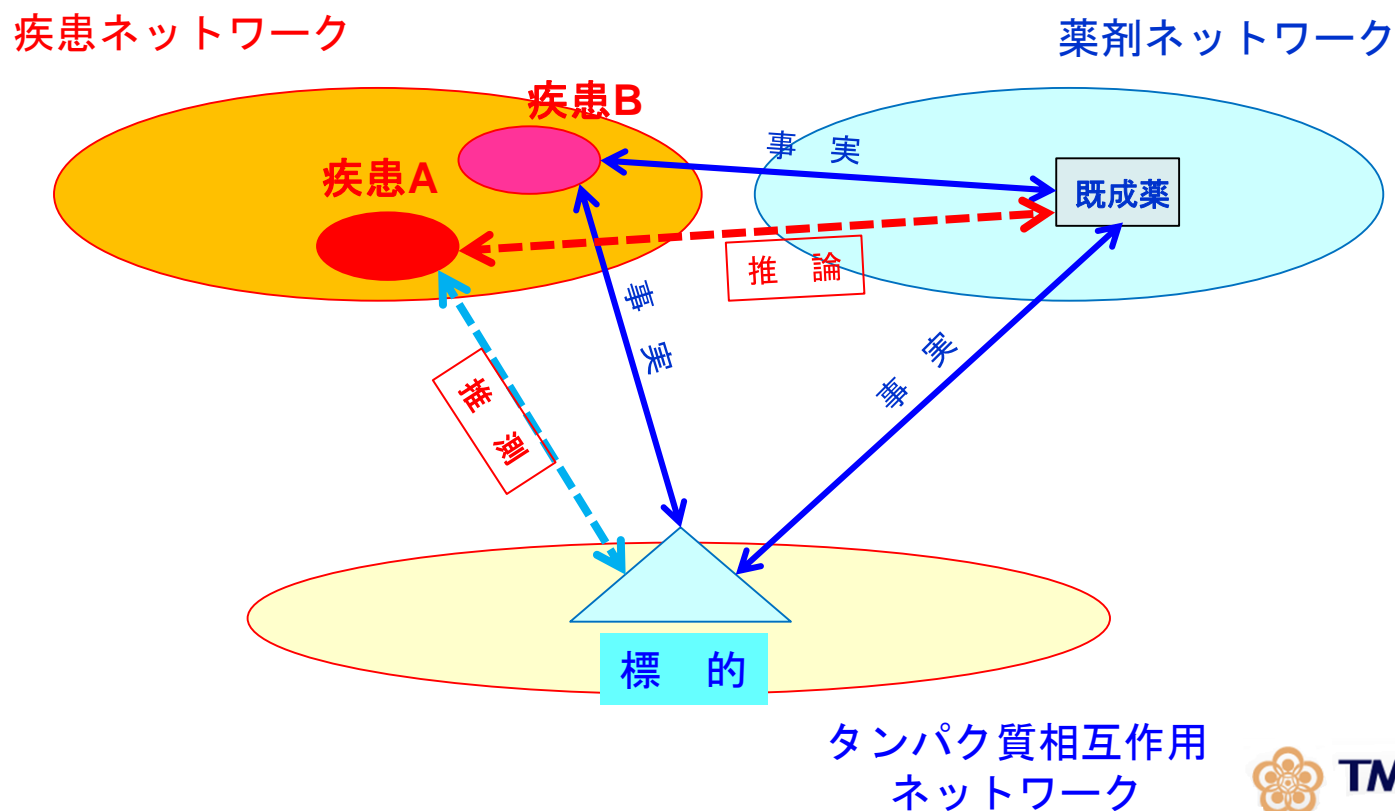 疾患ネットワーク
薬剤ネットワーク
疾患B
疾患A
事 実
既成薬
推 論
事 実
事 実
推 測
標 的
タンパク質相互作用
ネットワーク
TM